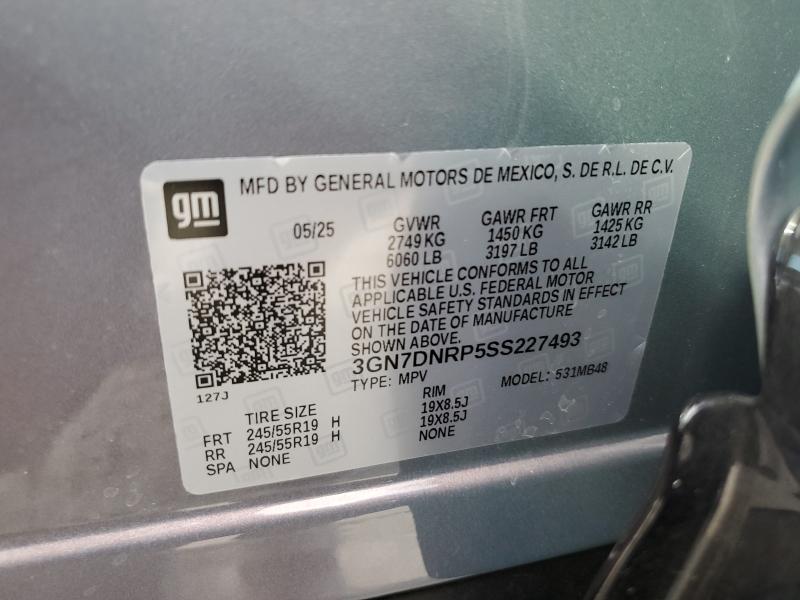 gm
MFD BY GENERAL MOTORS DE MEXICO, S. DE R.L. DE C.V.
05/25 GVWR GAWR FRT GAWR RR
2749 KG 1450 KG 1425 KG
6060 LB 3197 LB 3142 LB
THIS VEHICLE CONFORMS TO ALL
APPLICABLE U.S. FEDERAL MOTOR
VEHICLE SAFETY STANDARDS IN EFFECT
ON THE DATE OF MANUFACTURE
SHOWN ABOVE.
3GN7DNRP5SS227493
TYPE: MPV MODEL: 531MB48
127J
TIRE SIZE RIM
FRT 245/55R19 H 19X8.5J
RR 245/55R19 H 19X8.5J
SPA NONE NONE